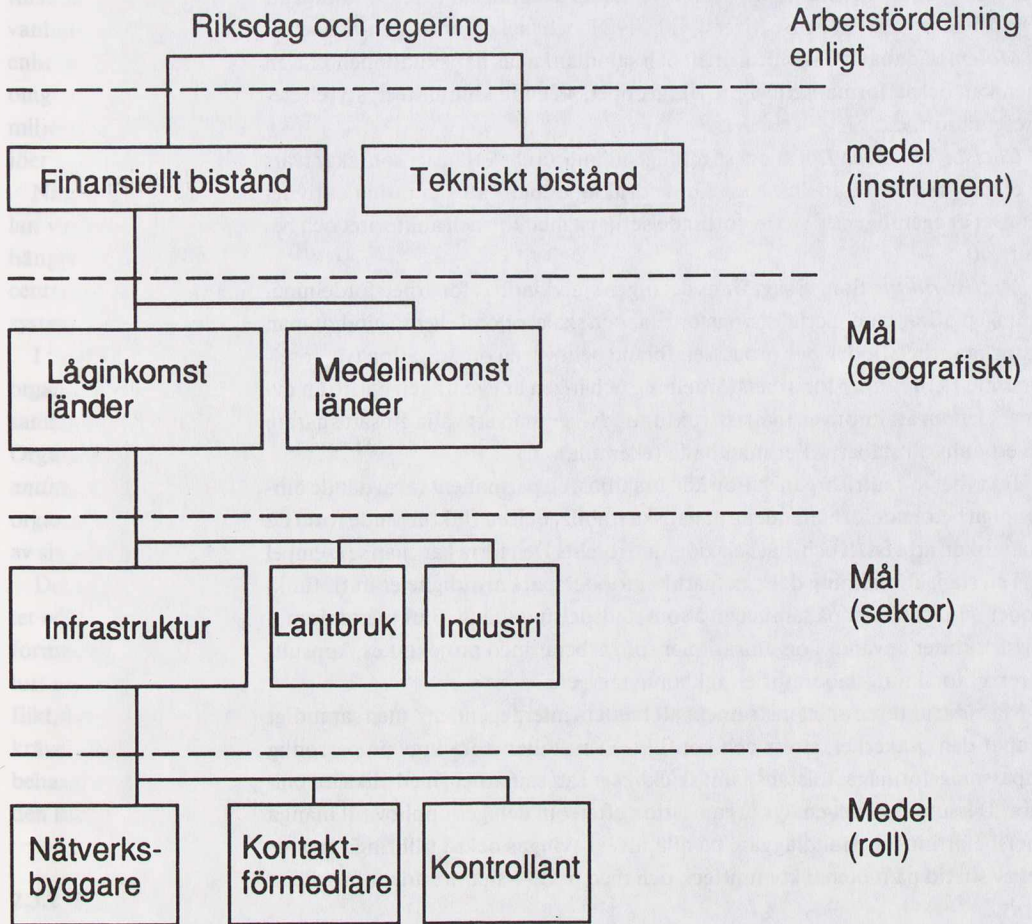 Riksdag och regering
Arbetsfördelning
enligt
Finansiellt bistånd
Tekniskt bistånd
medel
(instrument)
Låginkomst
länder
Medelinkomst
länder
Mål
(geografiskt)
Infrastruktur
Lantbruk
Industri
Mål
(sektor)
Nätverks-
byggare
Kontakt-
förmedlare
Kontrollant
Medel
(roll)